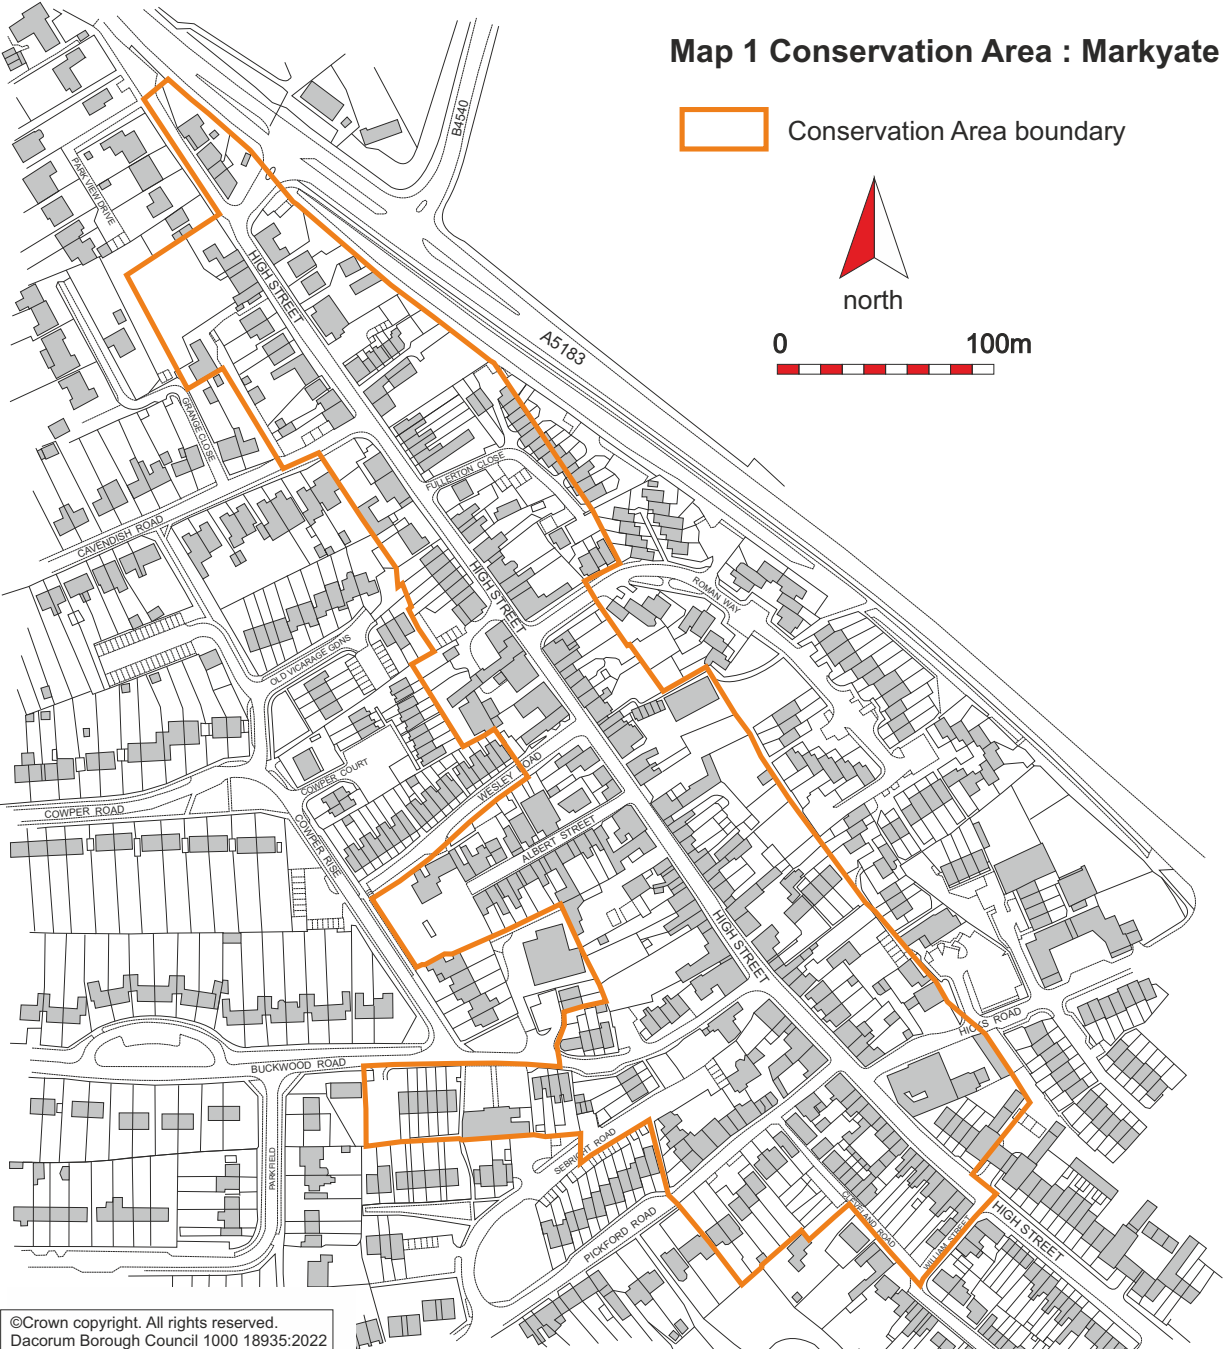 Map 1 Conservation Area : Markyate
Conservation Area boundary
north
0 100m
B4540
PARK VIEW DRIVE
HIGH STREET
A5183
GRANGE CLOSE
FULLERTON CLOSE
CAVENDISH ROAD
HIGH STREET
ROMAN WAY
OLD VICARAGE GDNS
COWPER COURT
WESLEY ROAD
COWPER ROAD
COWPER RISE
ALBERT STREET
HIGH STREET
HICKS ROAD
BUCKWOOD ROAD
SEBRIGHT ROAD
PARKFIELD
PICKFORD ROAD
CLEVELAND ROAD
WILLIAM STREET
HIGH STREET
©Crown copyright. All rights reserved.
Dacorum Borough Council 1000 18935:2022